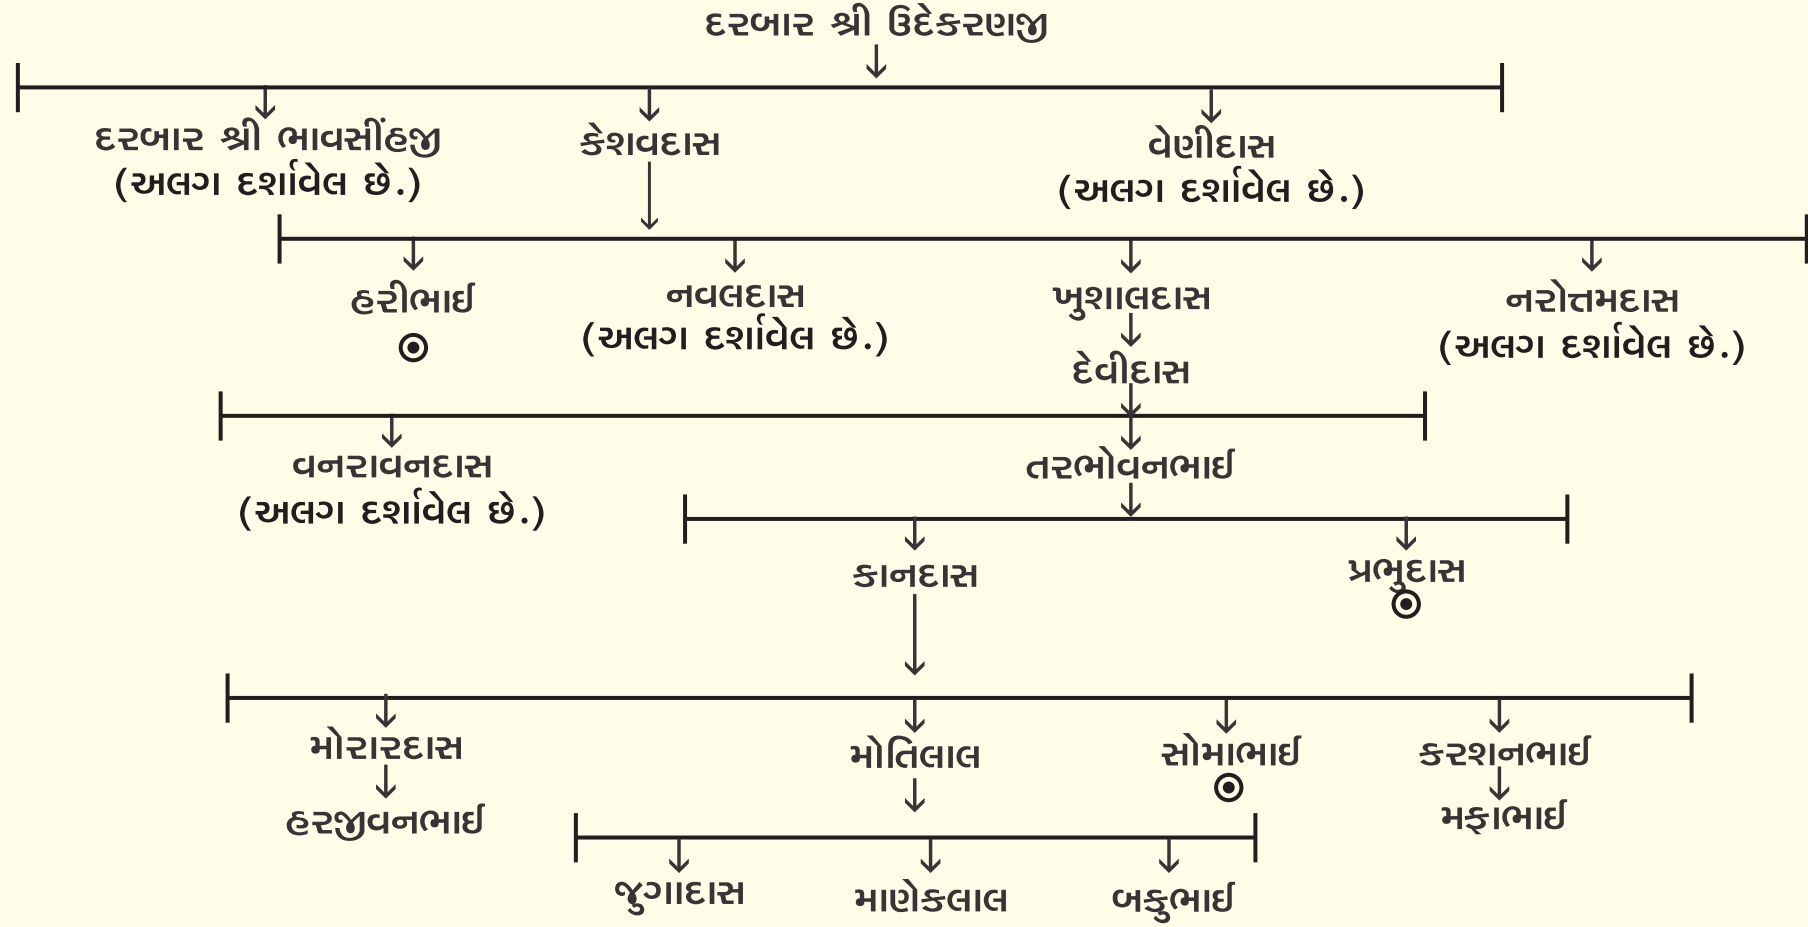 દરબાર શ્રી ઉદેકરણજી
દરબાર શ્રી ભાવસીંહજી
(અલગ દર્શાવેલ છે.)
કેશવદાસ
વેણીદાસ
(અલગ દર્શાવેલ છે.)
હરીભાઈ
નવલદાસ
(અલગ દર્શાવેલ છે.)
ખુશાલદાસ
નરોત્તમદાસ
(અલગ દર્શાવેલ છે.)
દેવીદાસ
વનરાવનદાસ
(અલગ દર્શાવેલ છે.)
તરભોવનભાઈ
કાનદાસ
પ્રભુદાસ
મોરારદાસ
મોતિલાલ
સોમાભાઈ
કરશનભાઈ
હરજીવનભાઈ
મફાભાઈ
જુગાદાસ
માણેકલાલ
બકુભાઈ